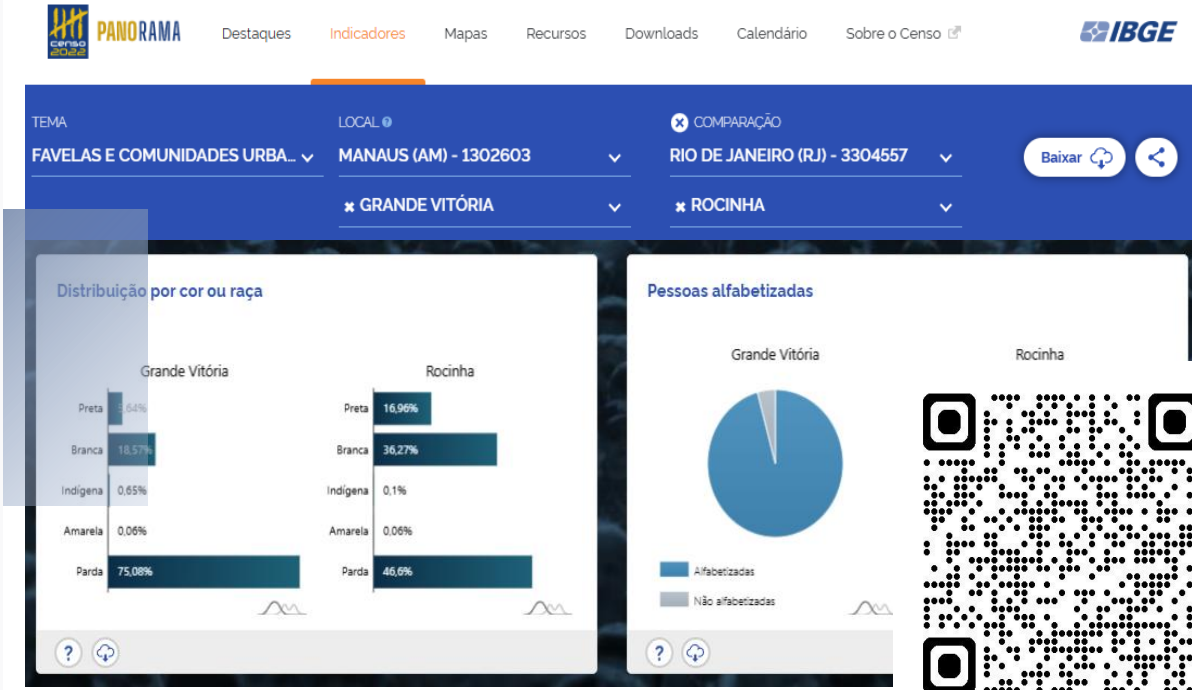 censo
2022
PANORAMA
Destaques
Indicadores
Mapas
Recursos
Downloads
Calendário
Sobre o Censo
IBGE
TEMA
FAVELAS E COMUNIDADES URBA...
LOCAL
MANAUS (AM) - 1302603
GRANDE VITÓRIA
COMPARAÇÃO
RIO DE JANEIRO (RJ) - 3304557
ROCINHA
Baixar
Distribuição por cor ou raça
Grande Vitória
Preta
Branca 18,57%
Indígena 0,65%
Amarela 0,06%
Parda 75,08%
Rocinha
Preta 16,96%
Branca 36,27%
Indígena 0,1%
Amarela 0,06%
Parda 46,6%
?
Pessoas alfabetizadas
Grande Vitória
Rocinha
Alfabetizadas
Não alfabetizadas
?